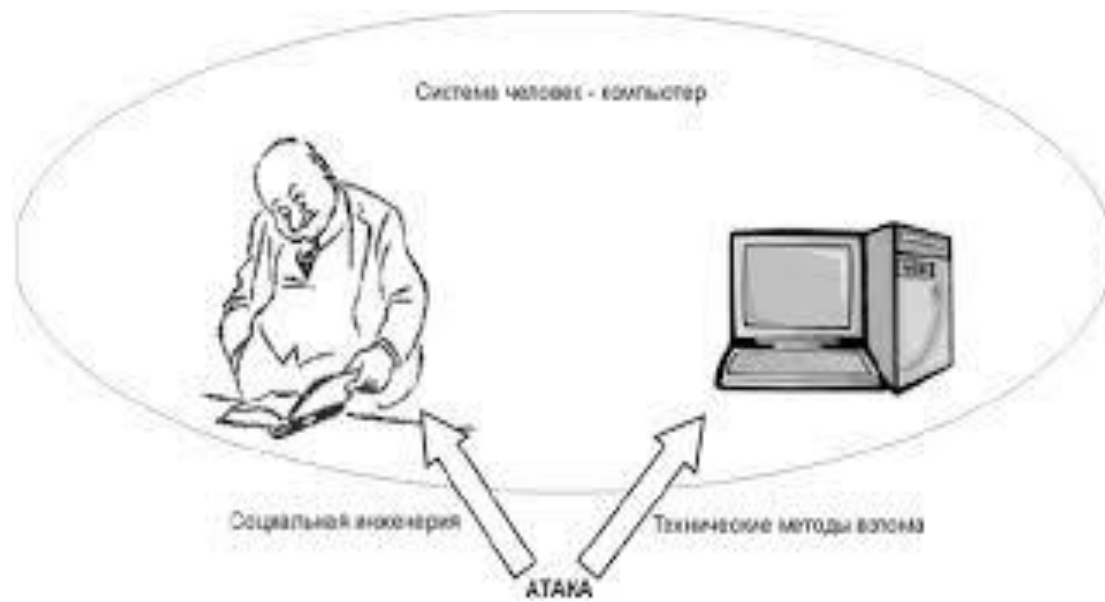 Система человек - компьютер
Социальная инженерия
Технические методы взлома
АТАКА